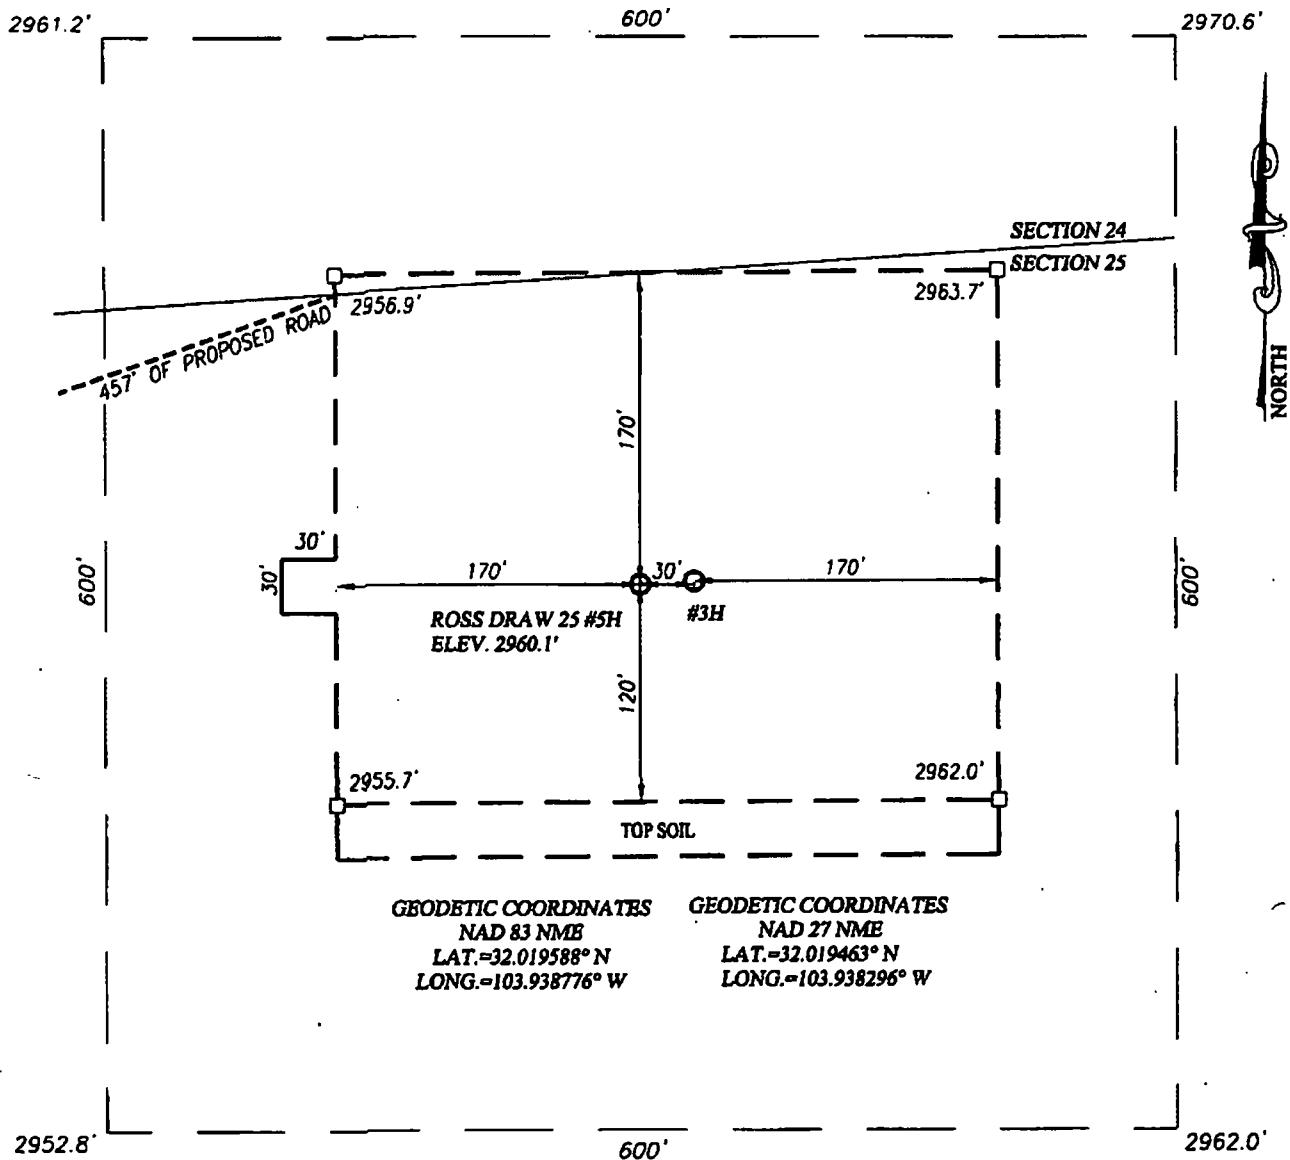 2961.2'
600'
2970.6'
SECTION 24
SECTION 25
2956.9'
2963.7'
457' OF PROPOSED ROAD
NORTH
170'
30'
30'
600'
170'
30'
170'
600'
ROSS DRAW 25 #5H
ELEV. 2960.1'
#3H
120'
2955.7'
2962.0'
TOP SOIL
GEODETIC COORDINATES
NAD 83 NME
LAT.=32.019588° N
LONG.=103.938776° W
GEODETIC COORDINATES
NAD 27 NME
LAT.=32.019463° N
LONG.=103.938296° W
2952.8'
600'
2962.0'